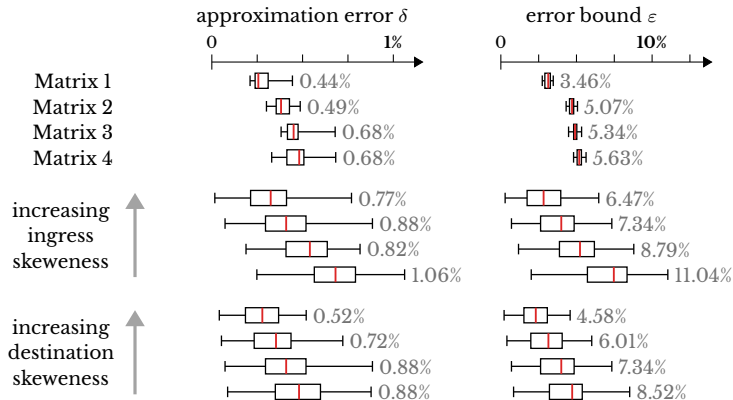 approximation error δ error bound ε
0 1% 0 10%
Matrix 1 0.44% 3.46%
Matrix 2 0.49% 5.07%
Matrix 3 0.68% 5.34%
Matrix 4 0.68% 5.63%
increasing
ingress
skeweness
0.77% 6.47%
0.88% 7.34%
0.82% 8.79%
1.06% 11.04%
increasing
destination
skeweness
0.52% 4.58%
0.72% 6.01%
0.88% 7.34%
0.88% 8.52%